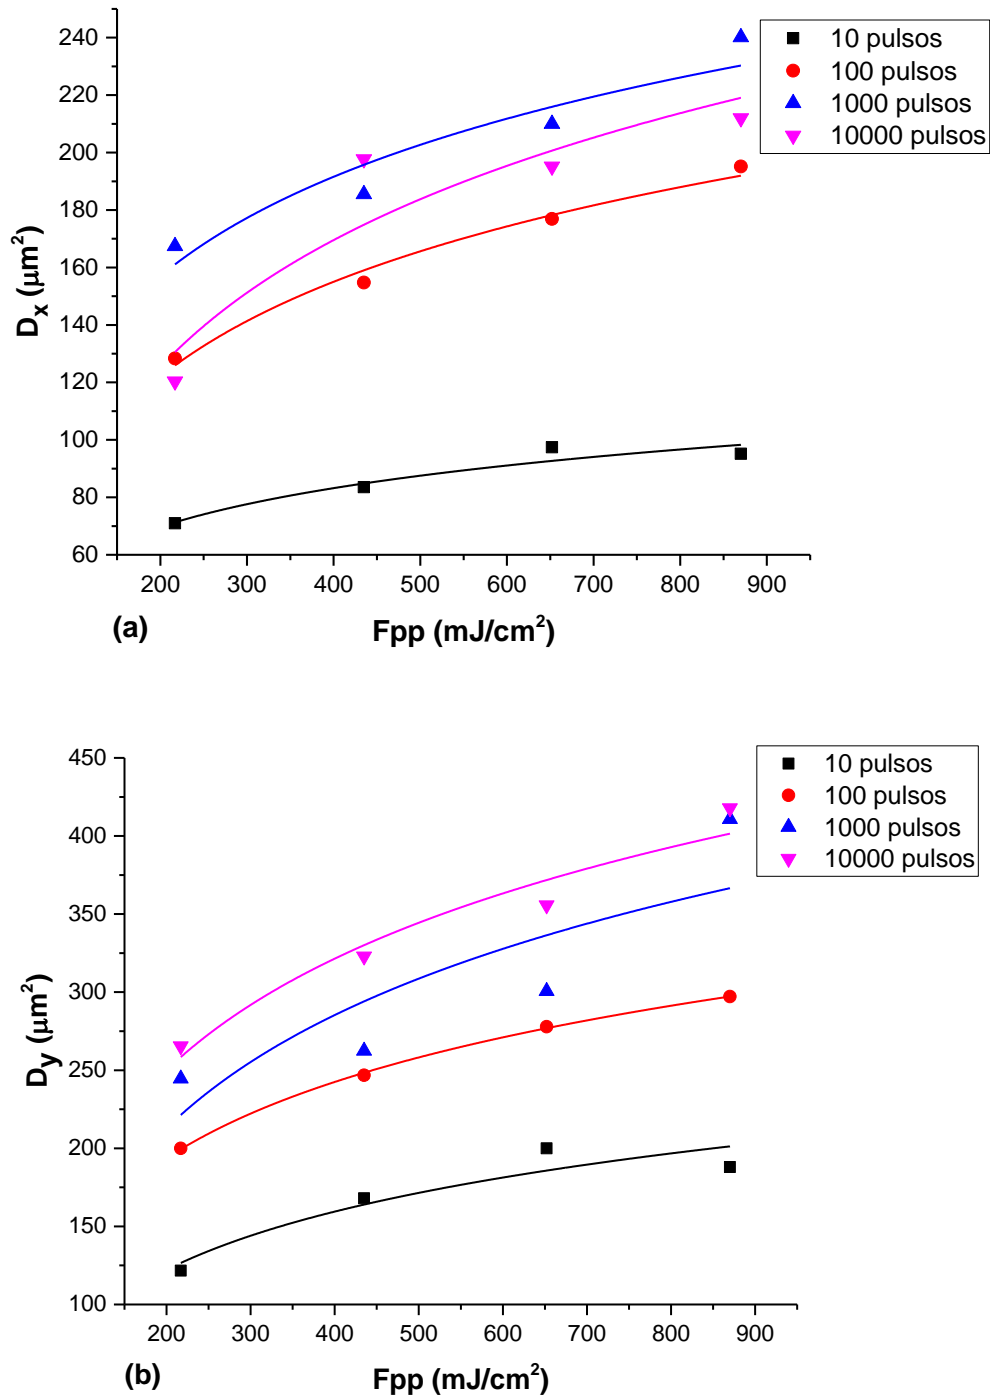 240
220
200
180
160
140
120
100
80
60
200 300 400 500 600 700 800 900
Dx (μm²)
Fpp (mJ/cm²)
(a)
10 pulsos
100 pulsos
1000 pulsos
10000 pulsos
450
400
350
300
250
200
150
100
200 300 400 500 600 700 800 900
Dy (μm²)
Fpp (mJ/cm²)
(b)
10 pulsos
100 pulsos
1000 pulsos
10000 pulsos